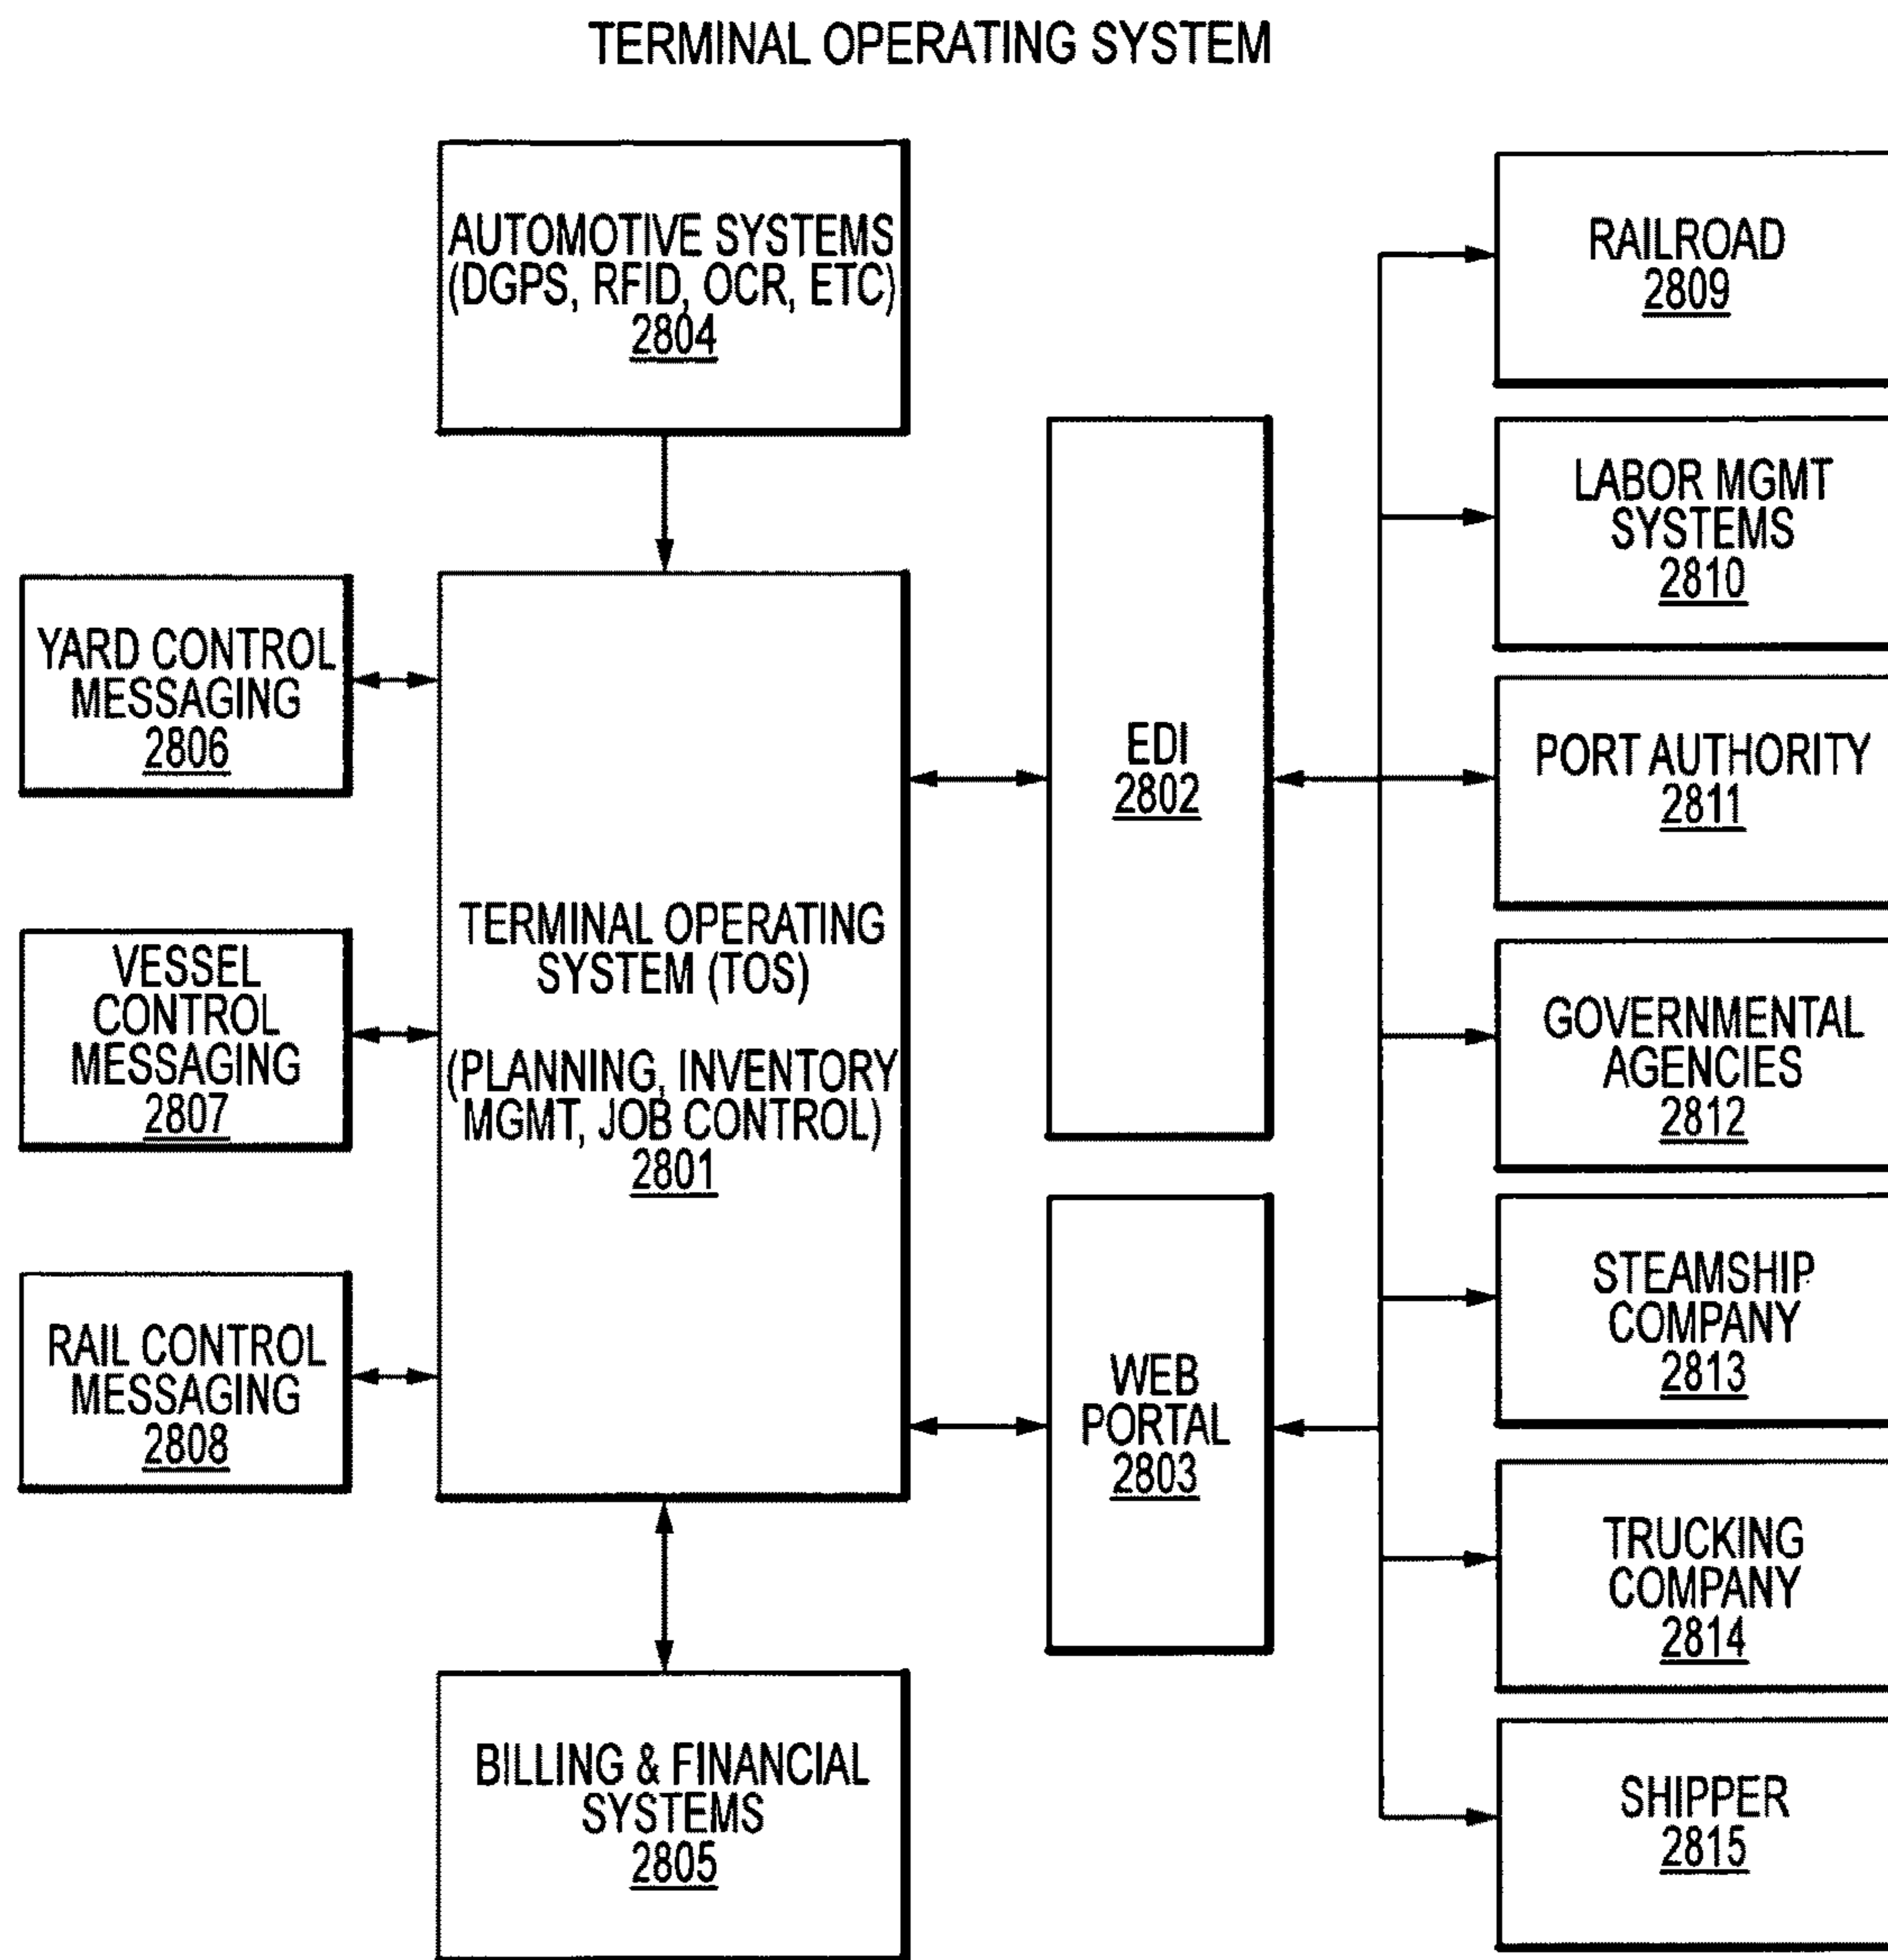 TERMINAL OPERATING SYSTEM
AUTOMOTIVE SYSTEMS
(DGPS, RFID, OCR, ETC)
2804
YARD CONTROL
MESSAGING
2806
VESSEL
CONTROL
MESSAGING
2807
RAIL CONTROL
MESSAGING
2808
TERMINAL OPERATING
SYSTEM (TOS)
(PLANNING, INVENTORY
MGMT, JOB CONTROL)
2801
BILLING & FINANCIAL
SYSTEMS
2805
EDI
2802
WEB
PORTAL
2803
RAILROAD
2809
LABOR MGMT
SYSTEMS
2810
PORT AUTHORITY
2811
GOVERNMENTAL
AGENCIES
2812
STEAMSHIP
COMPANY
2813
TRUCKING
COMPANY
2814
SHIPPER
2815